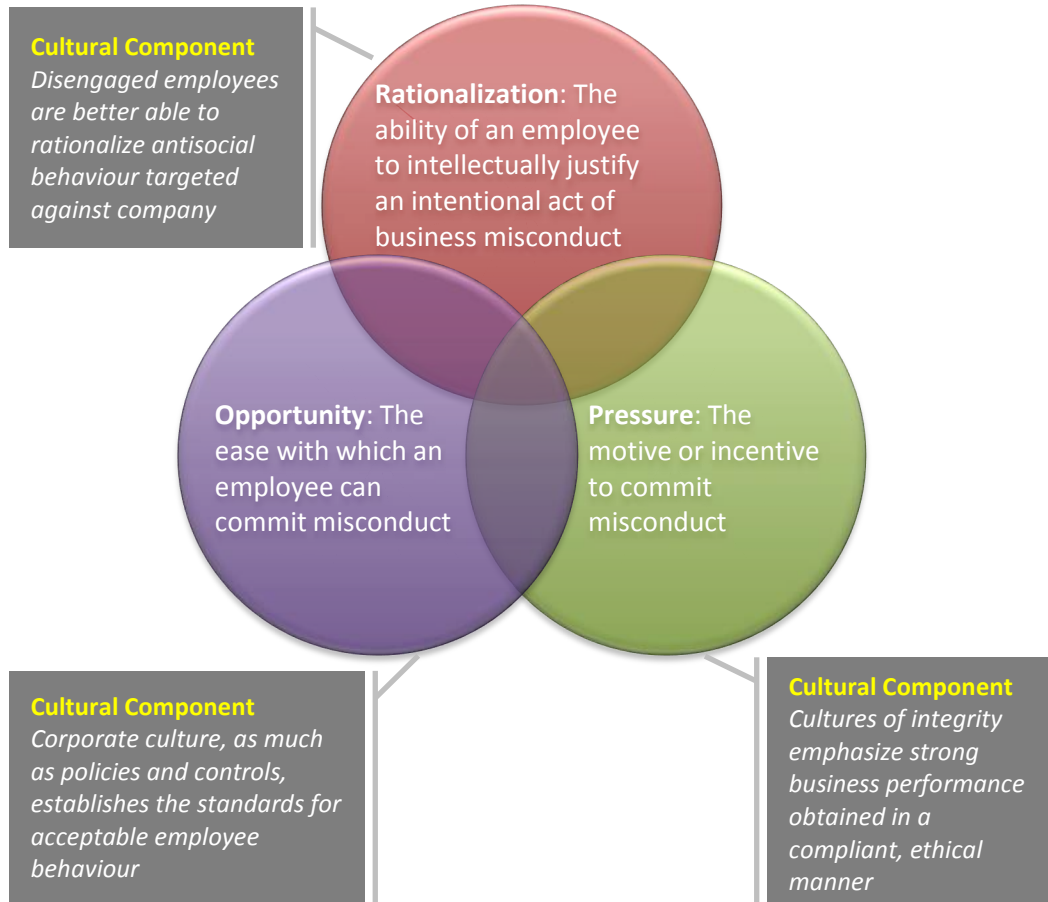 Cultural Component
Disengaged employees
are better able to
rationalize antisocial
behaviour targeted
against company
Rationalization: The
ability of an employee
to intellectually justify
an intentional act of
business misconduct
Opportunity: The
ease with which an
employee can
commit misconduct
Pressure: The
motive or incentive
to commit
misconduct
Cultural Component
Corporate culture, as much
as policies and controls,
establishes the standards for
acceptable employee
behaviour
Cultural Component
Cultures of integrity
emphasize strong
business performance
obtained in a
compliant, ethical
manner